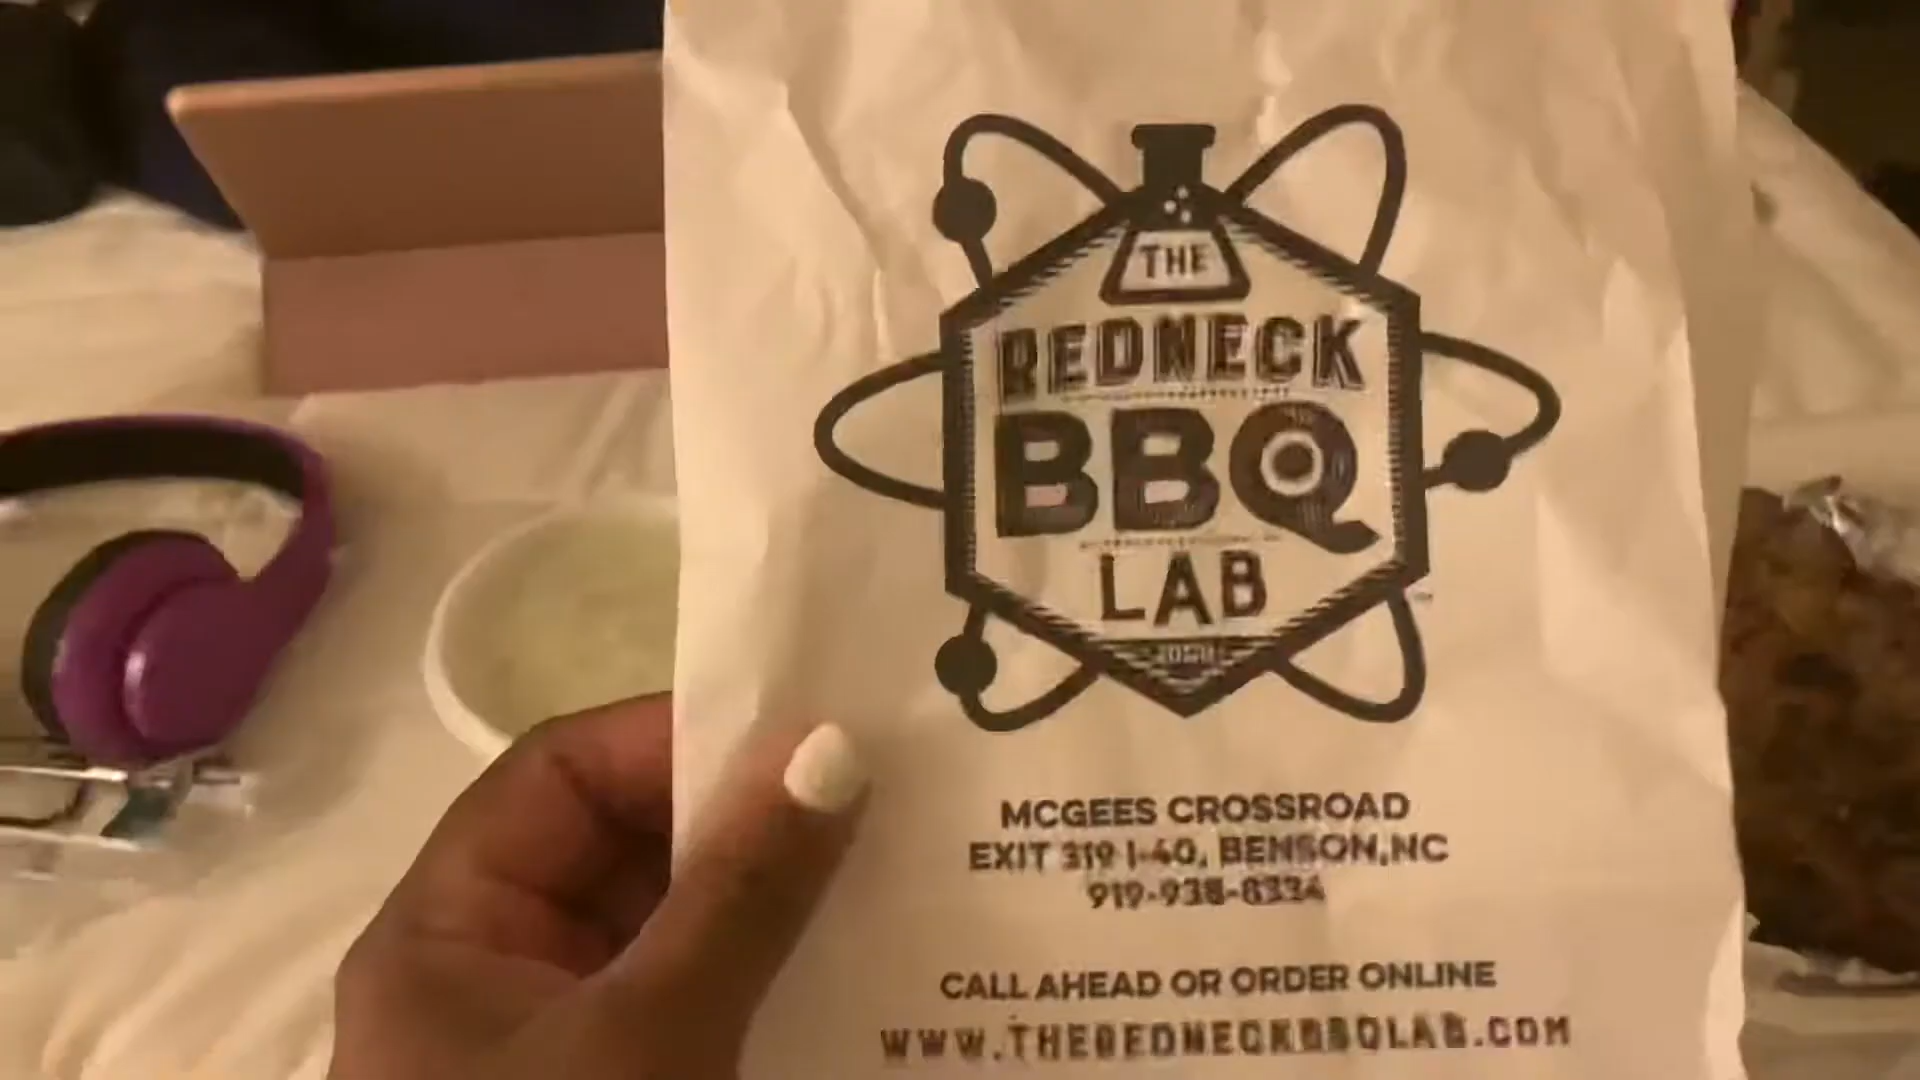 THE
REDNECK
BBQ
LAB
MCGEES CROSSROAD
EXIT 319 I-40, BENSON,NC
919-938-8334
CALL AHEAD OR ORDER ONLINE
WWW.THEREDNECKBBQLAB.COM